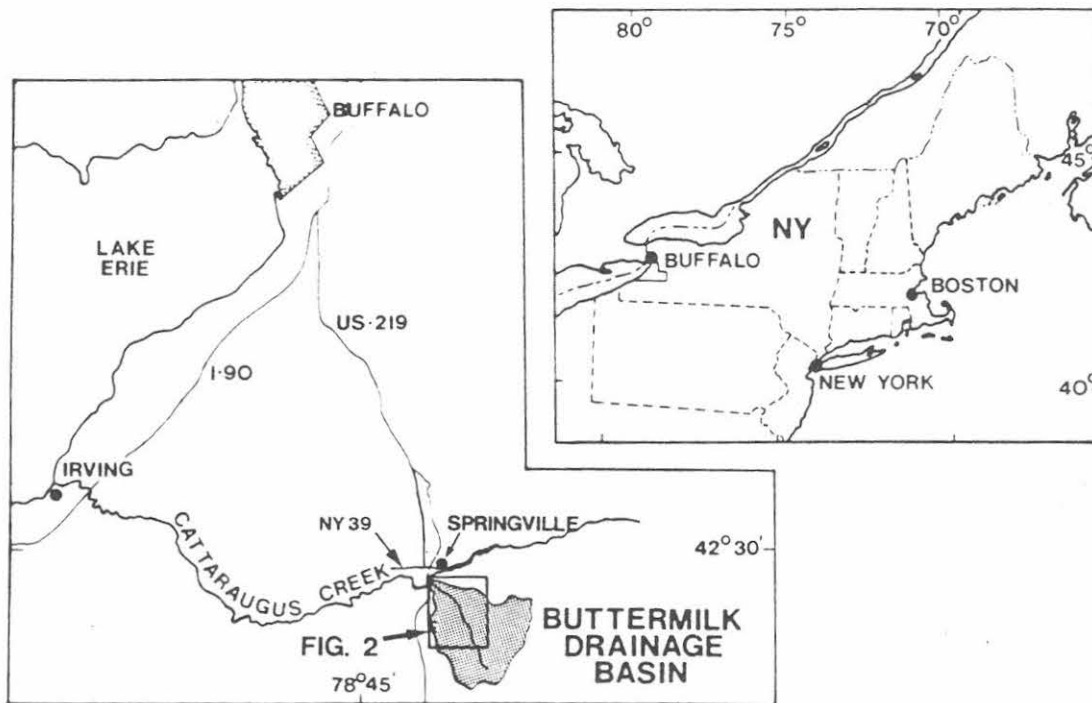 80°
75°
70°
45°
NY
BUFFALO
BOSTON
NEW YORK
40°
BUFFALO
LAKE
ERIE
US·219
I·90
IRVING
NY 39
SPRINGVILLE
42°30'
CATTARAUGUS CREEK
FIG. 2
BUTTERMILK
DRAINAGE
BASIN
78°45'